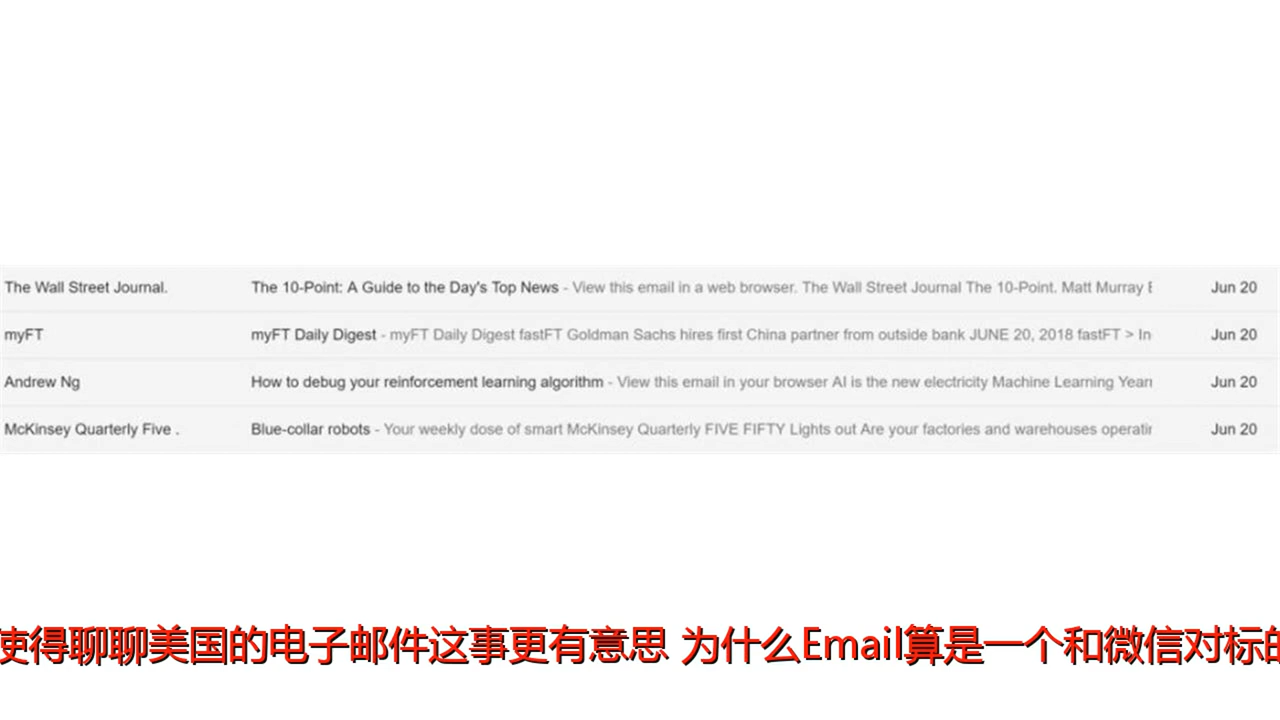 The Wall Street Journal. The 10-Point: A Guide to the Day's Top News - View this email in a web browser. The Wall Street Journal The 10-Point. Matt Murray Jun 20
myFT myFT Daily Digest - myFT Daily Digest fastFT Goldman Sachs hires first China partner from outside bank JUNE 20, 2018 fastFT > In Jun 20
Andrew Ng How to debug your reinforcement learning algorithm - View this email in your browser AI is the new electricity Machine Learning Jun 20
McKinsey Quarterly Five . Blue-collar robots - Your weekly dose of smart McKinsey Quarterly FIVE FIFTY Lights out Are your factories and warehouses Jun 20
使得聊聊美国的电子邮件这事更有意思 为什么Email算是一个和微信对标的